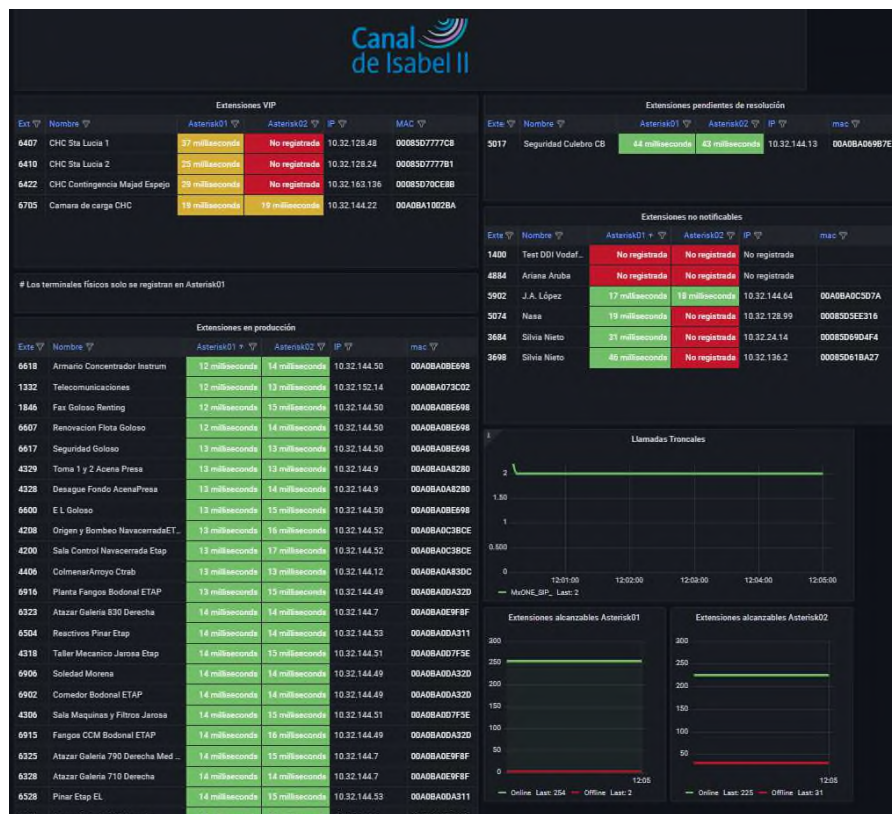 Canal
de Isabel II
Extensiones VIP
Ext Nombre Asterisk01 Asterisk02 IP MAC
6407 CHC Sta Lucia 1 37 milliseconds No registrada 10.32.128.48 00085D7777C8
6410 CHC Sta Lucia 2 25 milliseconds No registrada 10.32.128.24 00085D7777B1
6422 CHC Contingencia Majad Espejo 29 milliseconds No registrada 10.32.163.136 00085D70CE8B
6705 Camara de carga CHC 19 milliseconds 19 milliseconds 10.32.144.22 00A0BA1002BA
# Los terminales físicos solo se registran en Asterisk01
Extensiones en producción
Exte Nombre Asterisk01 ↑ Asterisk02 IP mac
6618 Armario Concentrador Instrum 12 milliseconds 14 milliseconds 10.32.144.50 00A0BA0BE698
1332 Telecomunicaciones 12 milliseconds 13 milliseconds 10.32.152.14 00A0BA073C02
1846 Fax Goloso Renting 12 milliseconds 15 milliseconds 10.32.144.50 00A0BA0BE698
6607 Renovacion Flota Goloso 12 milliseconds 14 milliseconds 10.32.144.50 00A0BA0BE698
6617 Seguridad Goloso 13 milliseconds 13 milliseconds 10.32.144.50 00A0BA0BE698
4329 Toma 1 y 2 Acena Presa 13 milliseconds 13 milliseconds 10.32.144.9 00A0BA0A8280
4328 Desague Fondo AcenaPresa 13 milliseconds 14 milliseconds 10.32.144.9 00A0BA0A8280
6600 E L Goloso 13 milliseconds 15 milliseconds 10.32.144.50 00A0BA0BE698
4208 Origen y Bombeo NavacerradaET... 13 milliseconds 16 milliseconds 10.32.144.52 00A0BA0C3BCE
4200 Sala Control Navacerrada Etap 13 milliseconds 17 milliseconds 10.32.144.52 00A0BA0C3BCE
4406 ColmenarArroyo Ctrab 13 milliseconds 13 milliseconds 10.32.144.12 00A0BA0A83DC
6916 Planta Fangos Bodonal ETAP 13 milliseconds 15 milliseconds 10.32.144.49 00A0BA0DA32D
6323 Atazar Galeria 830 Derecha 14 milliseconds 14 milliseconds 10.32.144.7 00A0BA0E9F8F
6504 Reactivos Pinar Etap 14 milliseconds 14 milliseconds 10.32.144.53 00A0BA0DA311
4318 Taller Mecanico Jarosa Etap 14 milliseconds 15 milliseconds 10.32.144.51 00A0BA0D7F5E
6906 Soledad Morena 14 milliseconds 14 milliseconds 10.32.144.49 00A0BA0DA32D
6902 Comedor Bodonal ETAP 14 milliseconds 14 milliseconds 10.32.144.49 00A0BA0DA32D
4306 Sala Maquinas y Filtros Jarosa 14 milliseconds 15 milliseconds 10.32.144.51 00A0BA0D7F5E
6915 Fangos CCM Bodonal ETAP 14 milliseconds 16 milliseconds 10.32.144.49 00A0BA0DA32D
6325 Atazar Galeria 790 Derecha Med ... 14 milliseconds 15 milliseconds 10.32.144.7 00A0BA0E9F8F
6328 Atazar Galeria 710 Derecha 14 milliseconds 14 milliseconds 10.32.144.7 00A0BA0E9F8F
6528 Pinar Etap EL 14 milliseconds 15 milliseconds 10.32.144.53 00A0BA0DA311
Extensiones pendientes de resolución
Exte Nombre Asterisk01 Asterisk02 IP mac
5017 Seguridad Culebro CB 44 milliseconds 43 milliseconds 10.32.144.13 00A0BA069B7E
Extensiones no notificables
Exte Nombre Asterisk01 ↑ Asterisk02 IP mac
1400 Test DDI Vodaf... No registrada No registrada No registrada
4884 Ariana Aruba No registrada No registrada No registrada
5902 J.A. López 17 milliseconds 18 milliseconds 10.32.144.64 00A0BA0C5D7A
5074 Nasa 19 milliseconds No registrada 10.32.128.99 00085D5EE316
3684 Silvia Nieto 31 milliseconds No registrada 10.32.24.14 00085D69D4F4
3698 Silvia Nieto 46 milliseconds No registrada 10.32.136.2 00085D61BA27
i
Llamadas Troncales
2
1.50
1
0.500
0
12:01:00 12:02:00 12:03:00 12:04:00 12:05:00
MxONE_SIP_ Last: 2
Extensiones alcanzables Asterisk01
300
250
200
150
100
50
0
12:05
Online Last: 254 Offline Last: 2
Extensiones alcanzables Asterisk02
300
250
200
150
100
50
12:05
Online Last: 225 Offline Last: 31